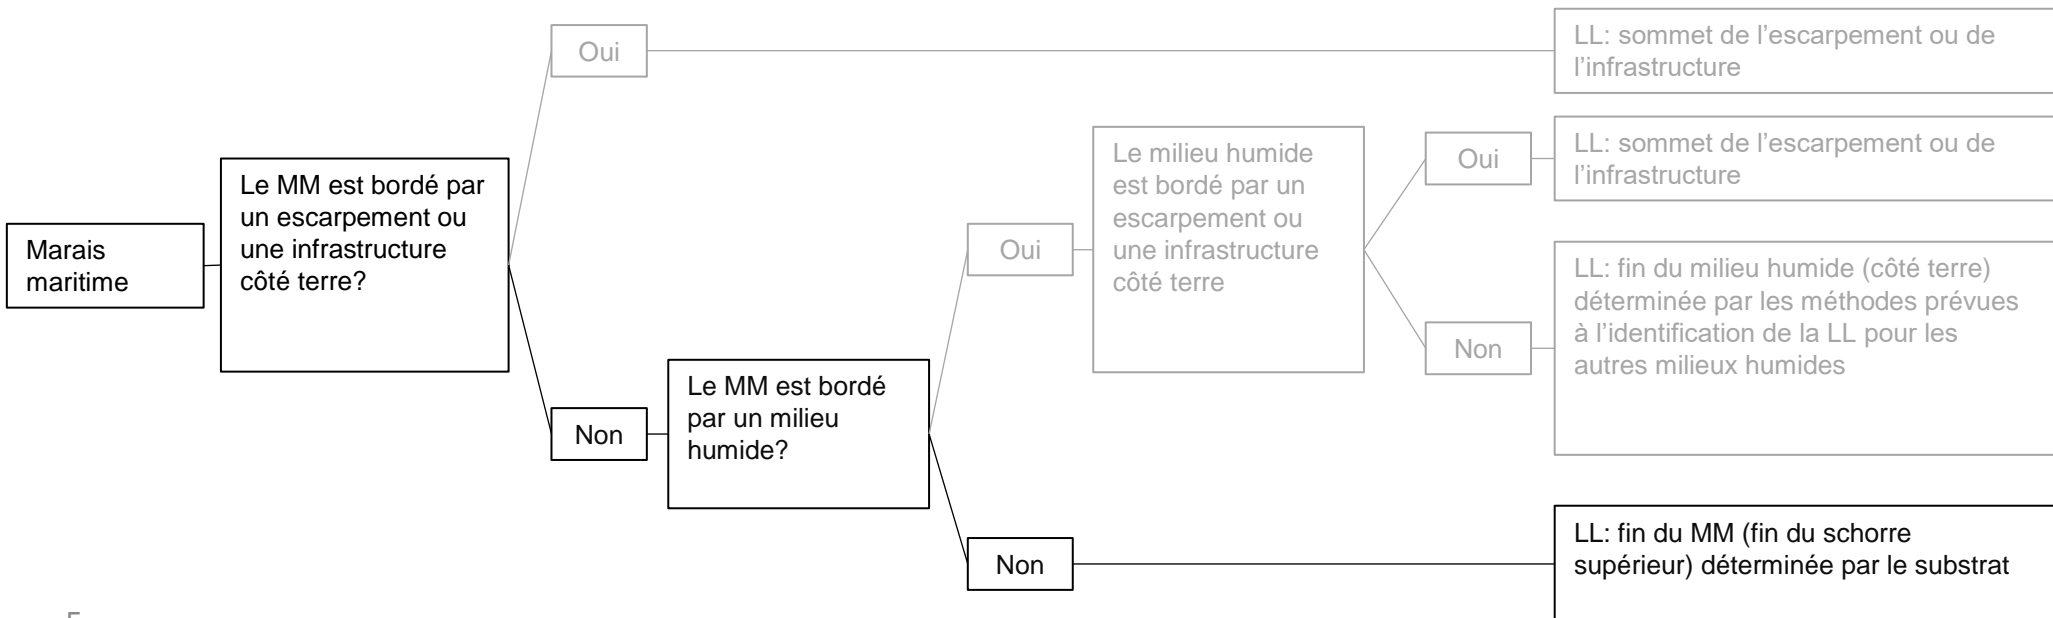 Marais
maritime
Le MM est bordé par
un escarpement ou
une infrastructure
côté terre?
Oui
LL: sommet de l'escarpement ou de
l'infrastructure
Non
Le MM est bordé
par un milieu
humide?
Oui
Le milieu humide
est bordé par un
escarpement ou
une infrastructure
côté terre
Oui
LL: sommet de l'escarpement ou de
l'infrastructure
Non
LL: fin du milieu humide (côté terre)
déterminée par les méthodes prévues
à l'identification de la LL pour les
autres milieux humides
Non
LL: fin du MM (fin du schorre
supérieur) déterminée par le substrat